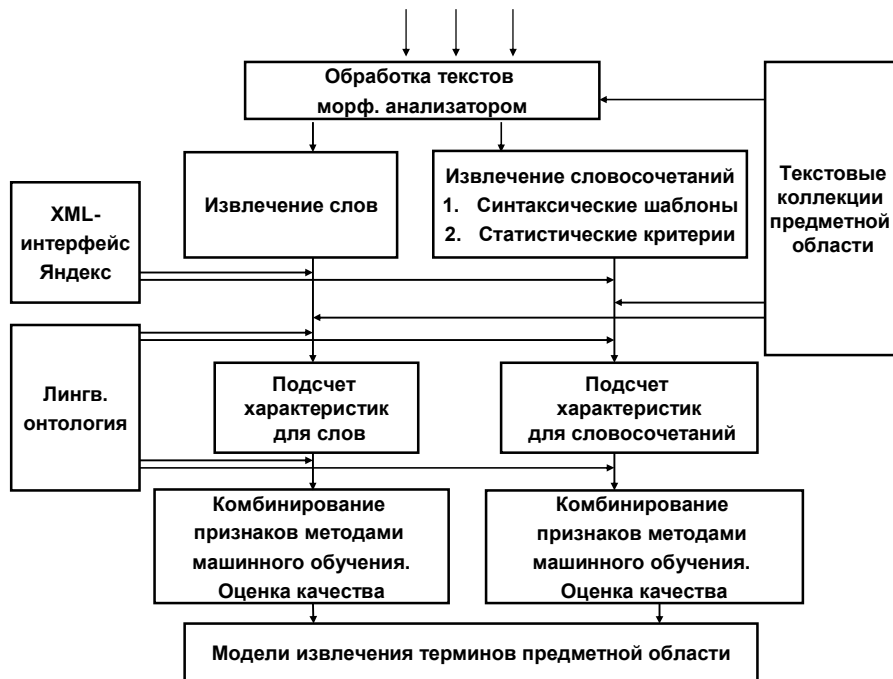 Обработка текстов
морф. анализатором
Извлечение слов
Извлечение словосочетаний
1. Синтаксические шаблоны
2. Статистические критерии
Текстовые
коллекции
предметной
области
XML-
интерфейс
Яндекс
Лингв.
онтология
Подсчет
характеристик
для слов
Подсчет
характеристик
для словосочетаний
Комбинирование
признаков методами
машинного обучения.
Оценка качества
Комбинирование
признаков методами
машинного обучения.
Оценка качества
Модели извлечения терминов предметной области